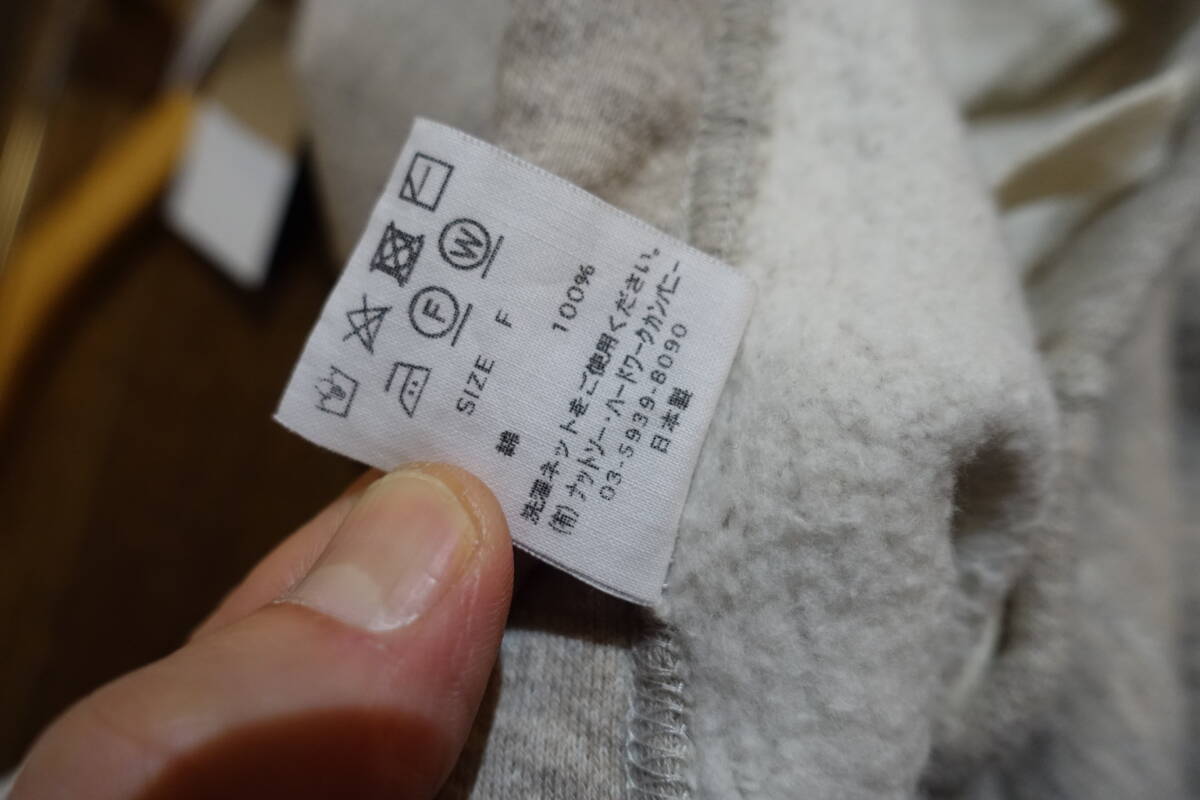 SIZE F
綿 100%
洗濯ネットをご使用ください。
(有) ナットソー・ハードワークカンパニー
03-5939-8090
日本製